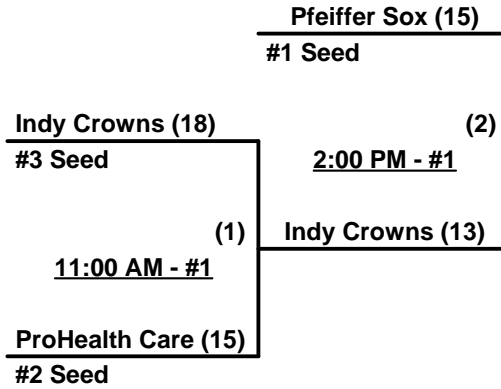 Pfeiffer Sox (15)
#1 Seed
Indy Crowns (18)
#3 Seed
(2)
2:00 PM - #1
(1)
Indy Crowns (13)
11:00 AM - #1
ProHealth Care (15)
#2 Seed